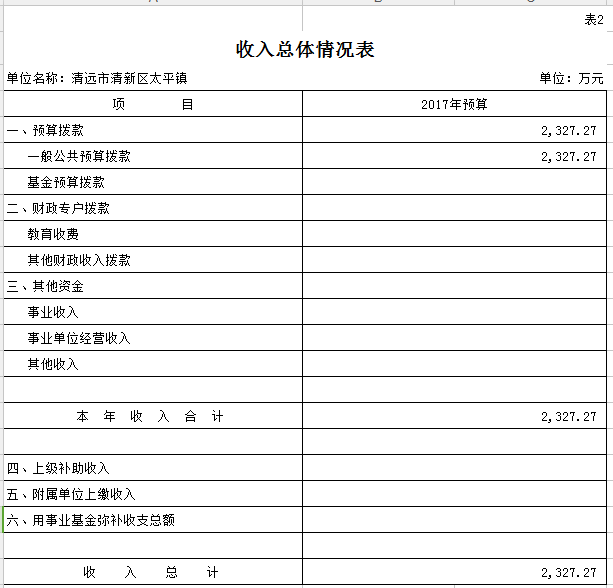 表2
收入总体情况表
单位名称：清远市清新区太平镇 单位：万元
项 目 2017年预算
一、预算拨款 2,327.27
一般公共预算拨款 2,327.27
基金预算拨款
二、财政专户拨款
教育收费
其他财政收入拨款
三、其他资金
事业收入
事业单位经营收入
其他收入
本 年 收 入 合 计 2,327.27
四、上级补助收入
五、附属单位上缴收入
六、用事业基金弥补收支总额
收 入 总 计 2,327.27